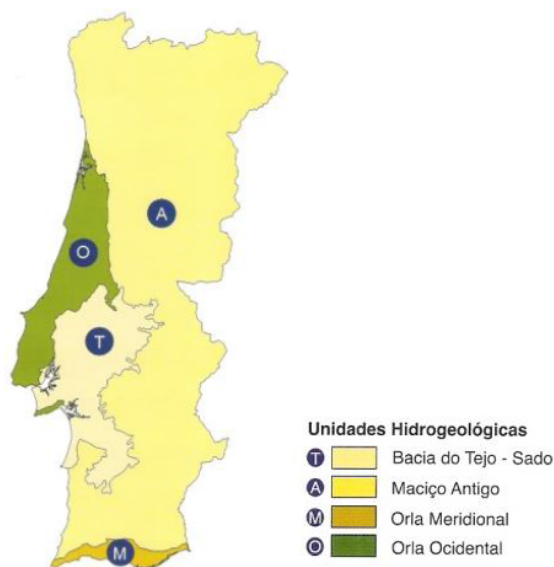 A
O
T
M
Unidades Hidrogeológicas
T Bacia do Tejo - Sado
A Maciço Antigo
M Orla Meridional
O Orla Ocidental